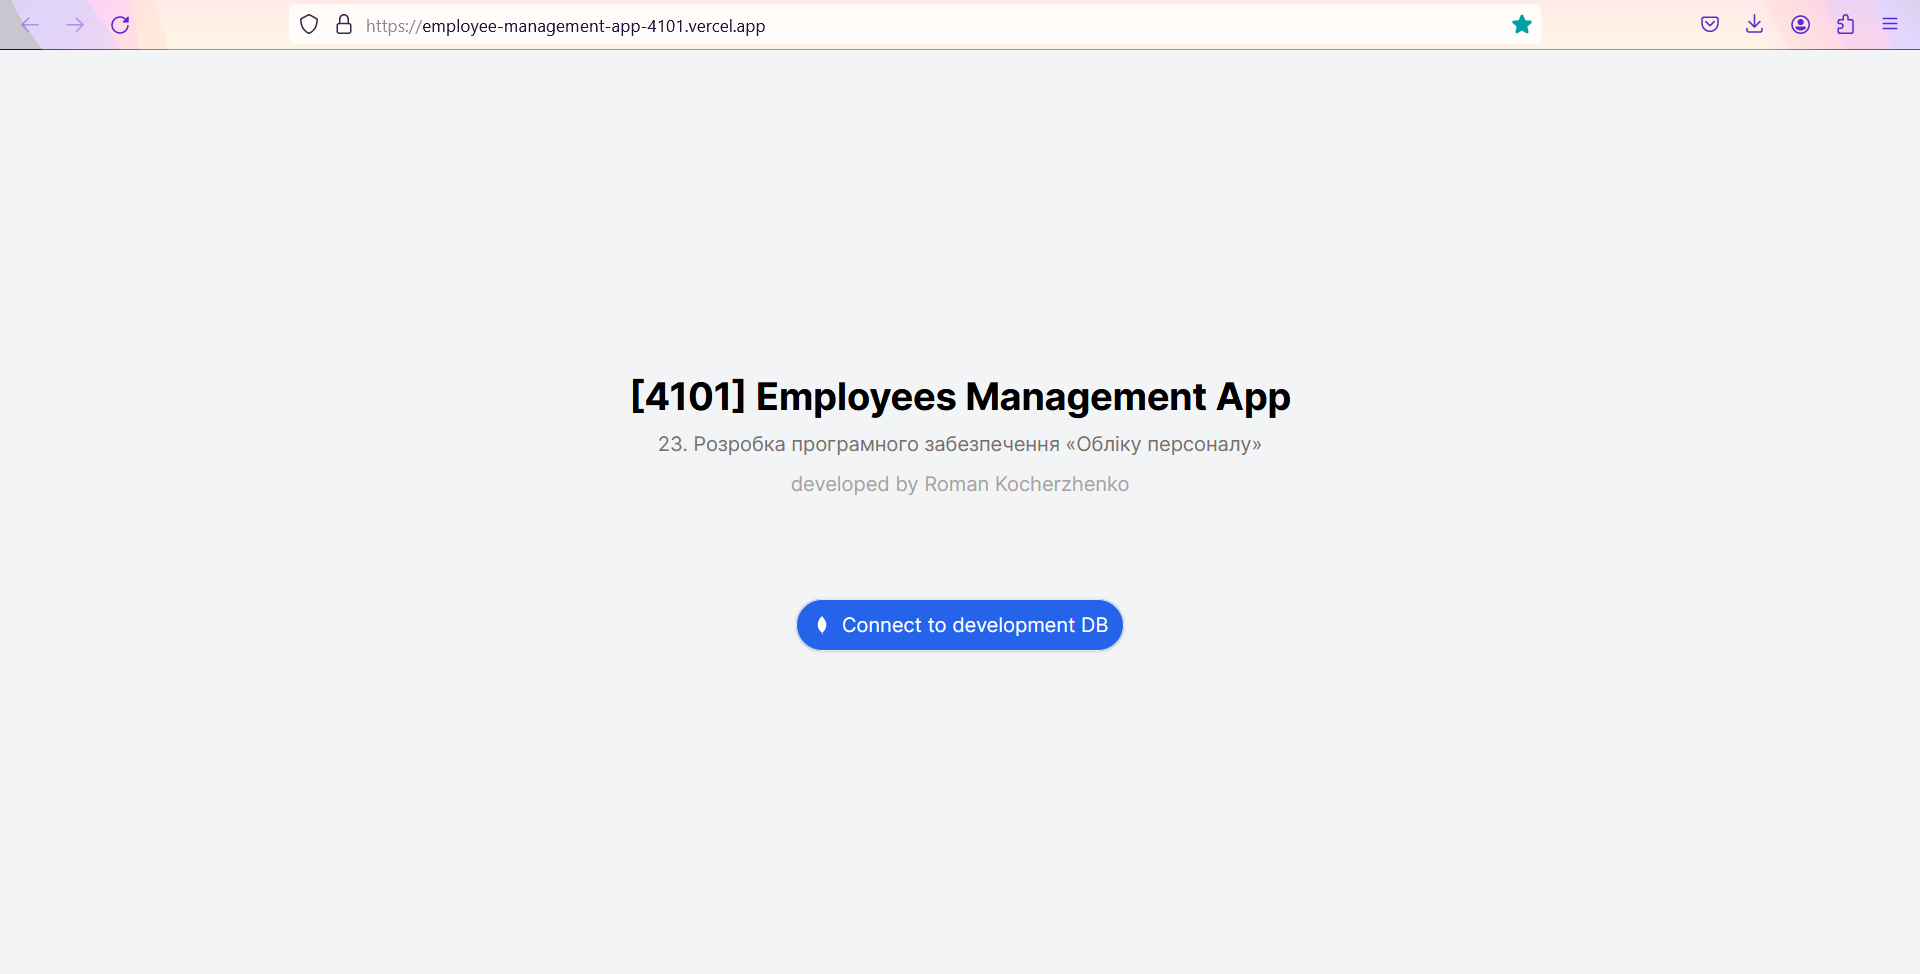 https://employee-management-app-4101.vercel.app
[4101] Employees Management App
23. Розробка програмного забезпечення «Обліку персоналу»
developed by Roman Kocherzhenko
Connect to development DB